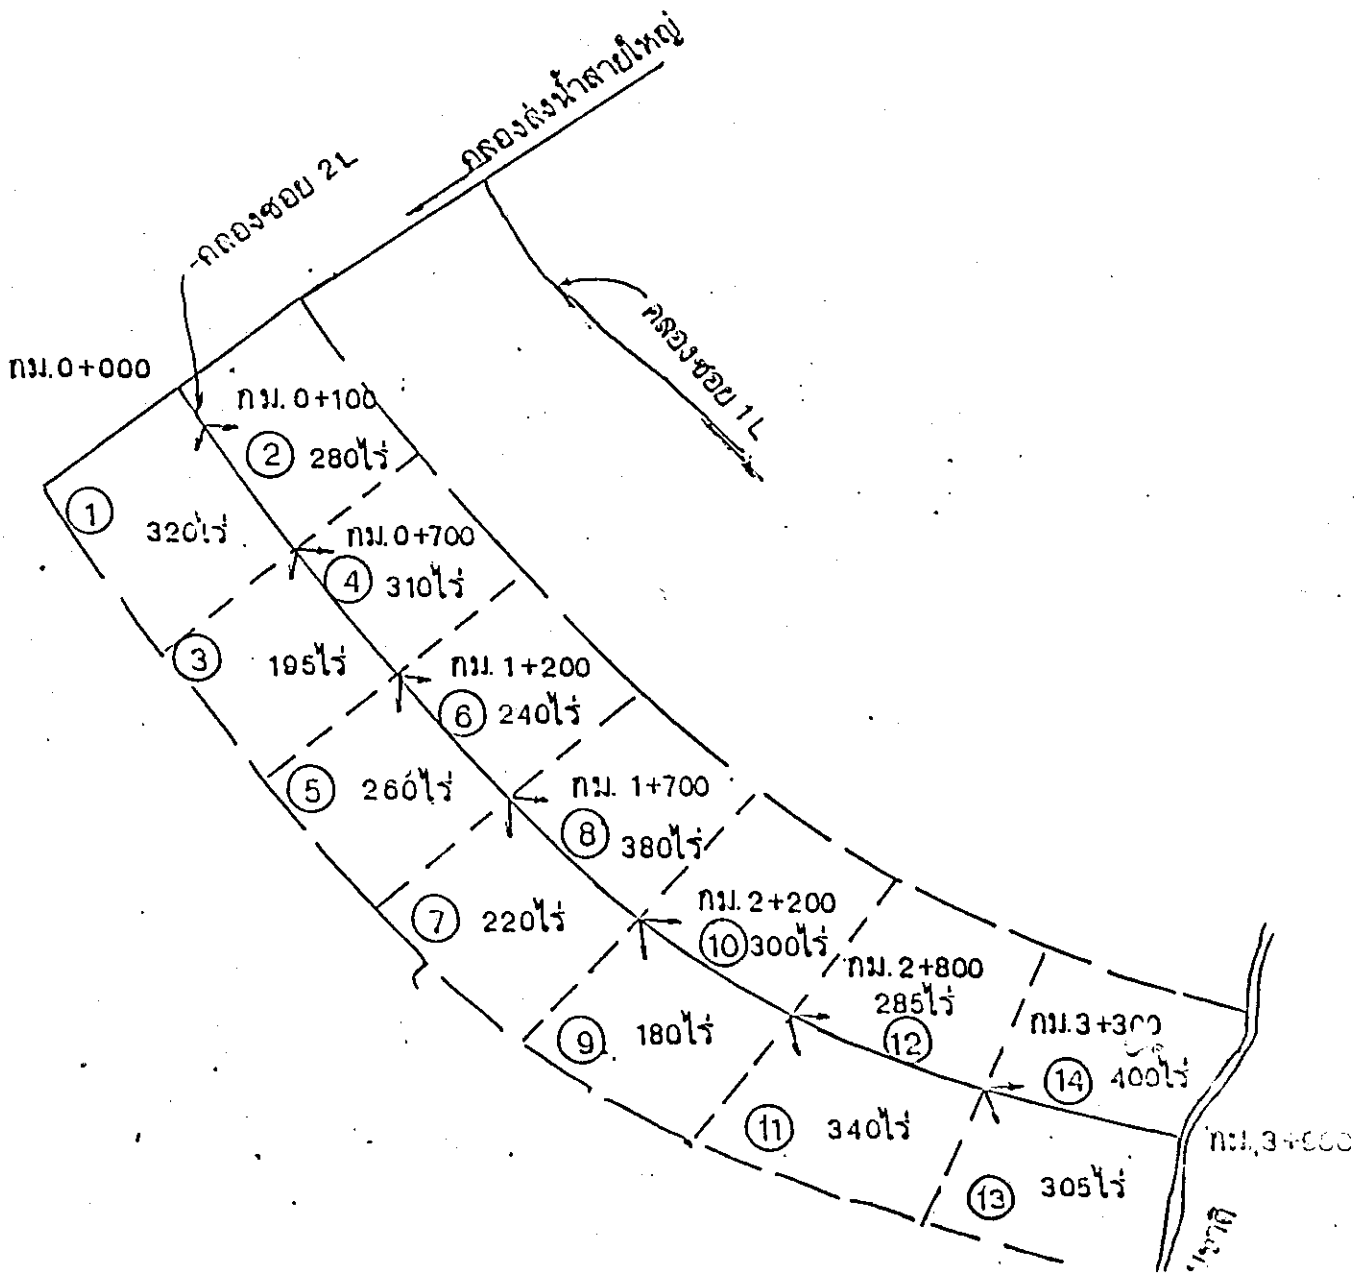 คลองส่งน้ำสายใหญ่
คลองซอย 2L
คลองซอย 1L
กม.0+000
กม. 0+100
2 280ไร่
1
320ไร่
กม.0+700
4 310ไร่
3 195ไร่
กม. 1+200
6 240ไร่
5 260ไร่
กม. 1+700
8 380ไร่
7 220ไร่
กม. 2+200
10 300ไร่
9 180ไร่
กม. 2+800
285ไร่
12
11 340ไร่
กม.3+300
14 400ไร่
13 305ไร่